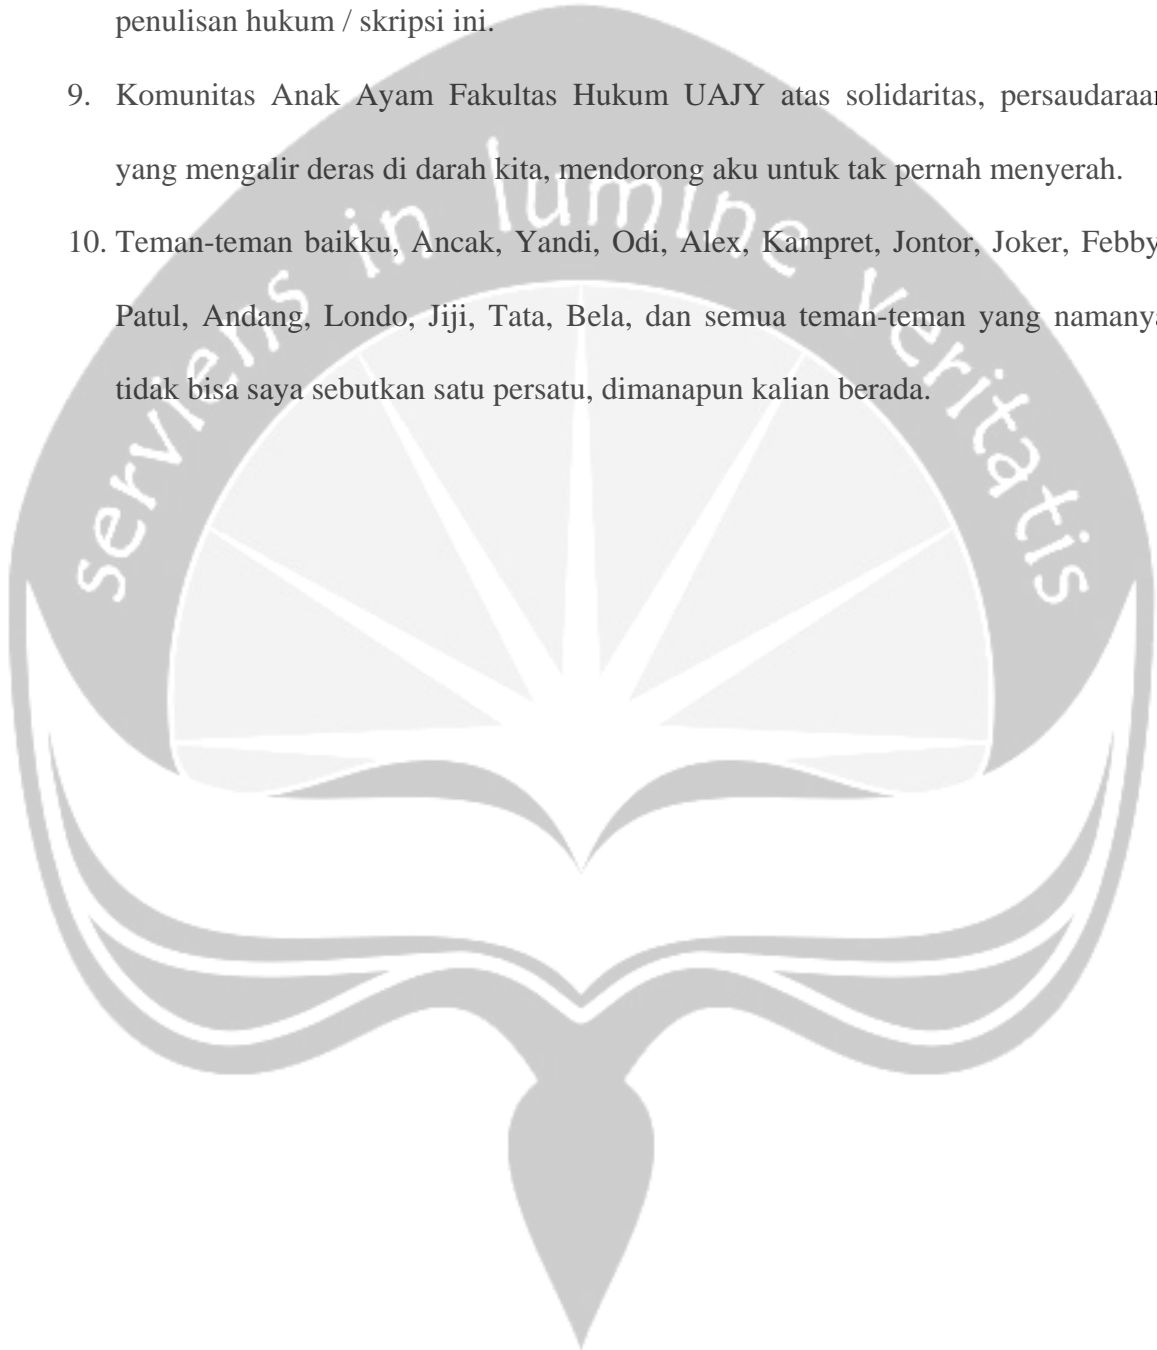 penulisan hukum / skripsi ini.
9. Komunitas Anak Ayam Fakultas Hukum UAJY atas solidaritas, persaudaraan
yang mengalir deras di darah kita, mendorong aku untuk tak pernah menyerah.
10. Teman-teman baikku, Ancak, Yandi, Odi, Alex, Kampret, Jontor, Joker, Febby
Patul, Andang, Londo, Jiji, Tata, Bela, dan semua teman-teman yang namanya
tidak bisa saya sebutkan satu persatu, dimanapun kalian berada.
serviens in lumine veritatis